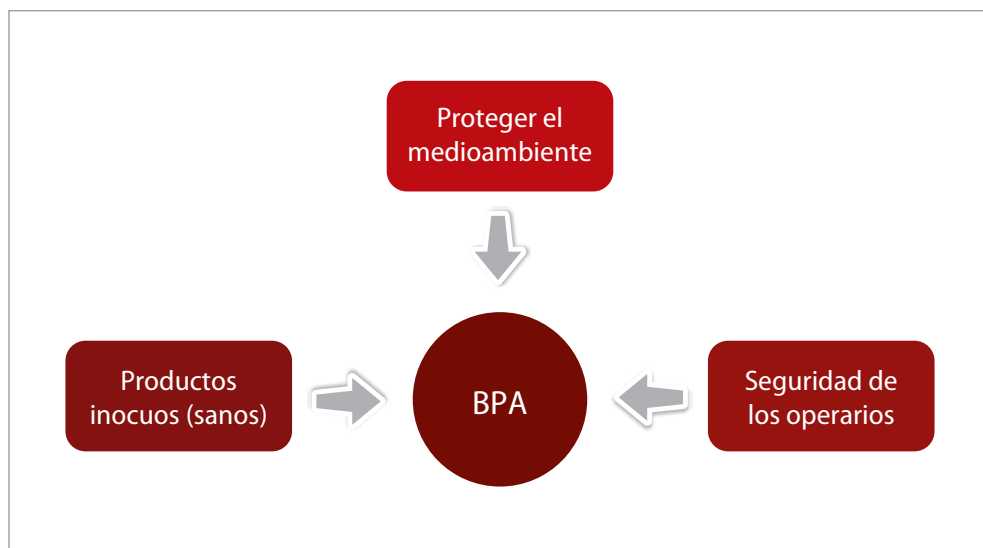 Proteger el
medioambiente
Productos
inocuos (sanos)
BPA
Seguridad de
los operarios